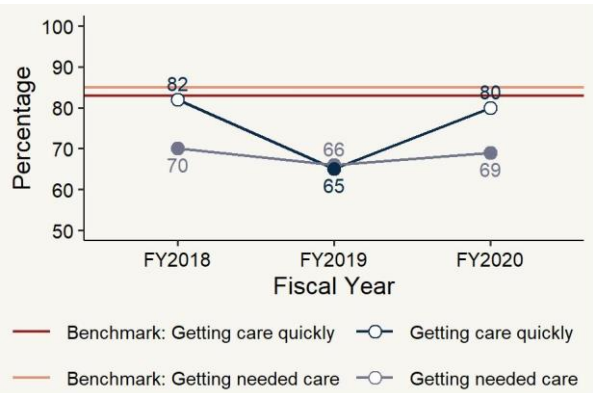 100
90
80
70
60
50
Percentage
82
80
70
66
65
69
FY2018 FY2019 FY2020
Fiscal Year
Benchmark: Getting care quickly Getting care quickly
Benchmark: Getting needed care Getting needed care